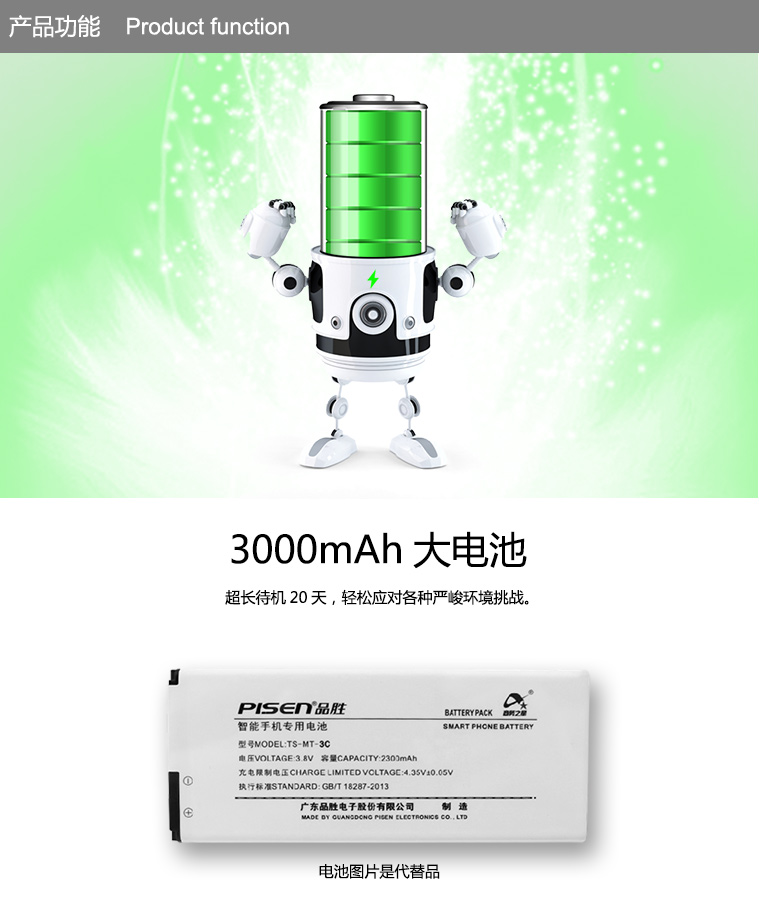 产品功能 Product function
3000mAh 大电池
超长待机 20 天，轻松应对各种严峻环境挑战。
PISEN® 品胜 BATTERY PACK
智能手机专用电池 SMART PHONE BATTERY
型号MODEL:TS-MT-3C
电压VOLTAGE:3.8V 容量CAPACITY:2300mAh
充电限制电压CHARGE LIMITED VOLTAGE:4.35V±0.05V
执行标准STANDARD: GB/T 18287-2013
广东品胜电子股份有限公司 制 造
MADE BY GUANGDONG PISEN ELECTRONICS CO., LTD
电池图片是代替品